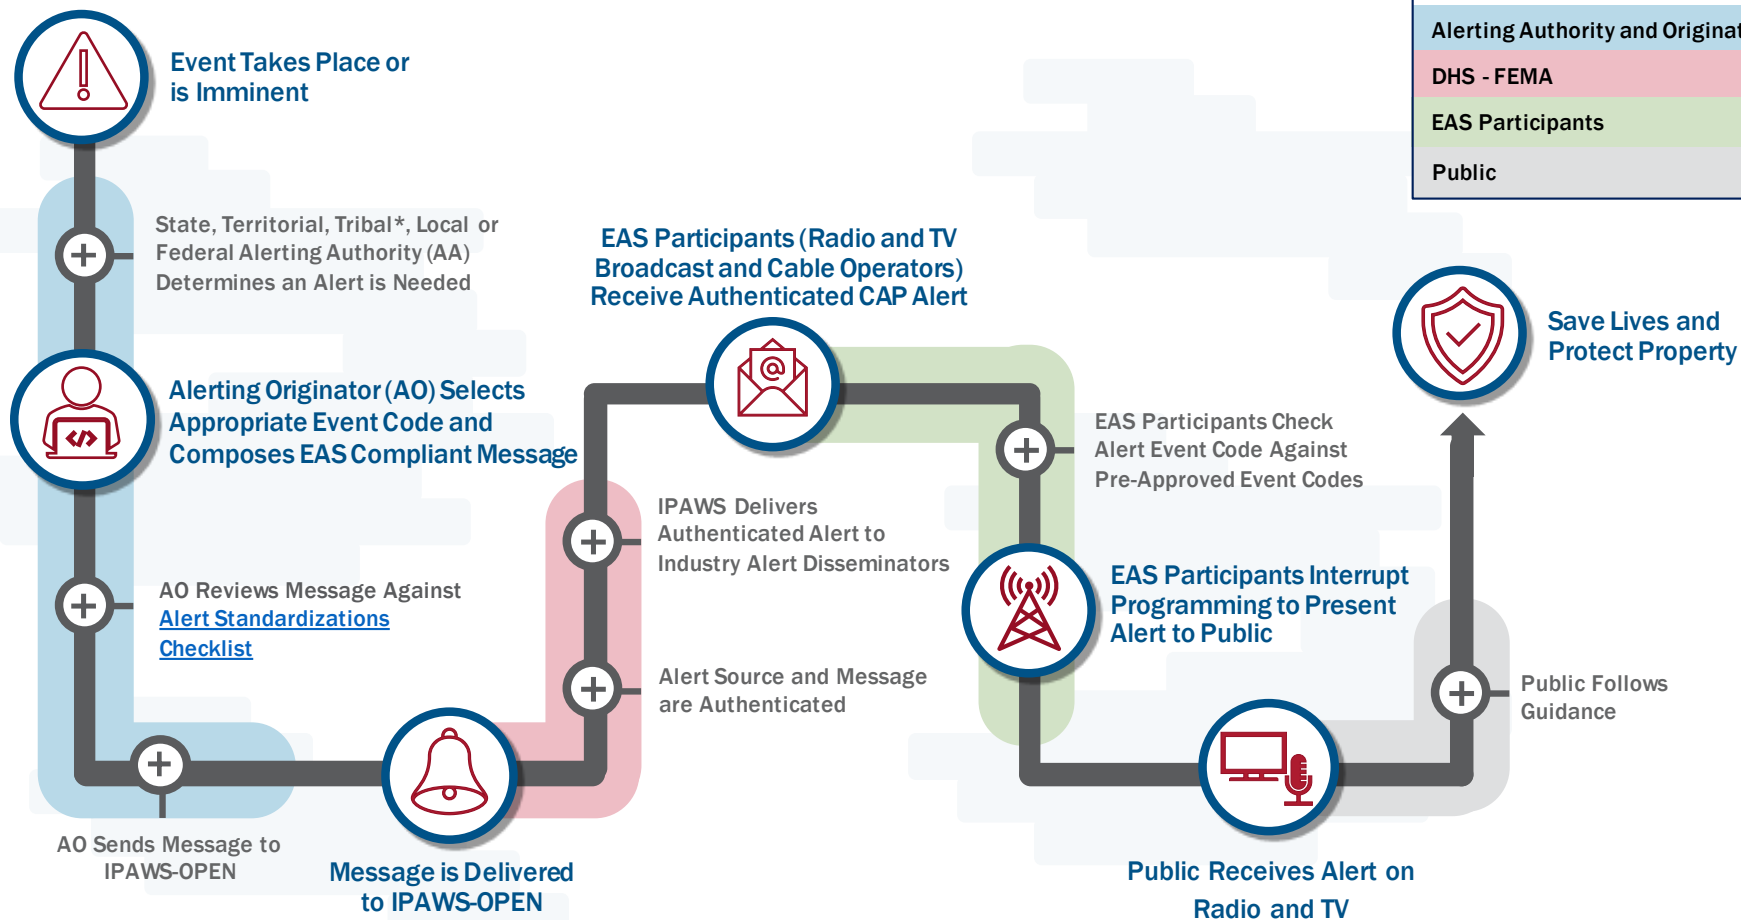 Event Takes Place or
is Imminent
State, Territorial, Tribal*, Local or
Federal Alerting Authority (AA)
Determines an Alert is Needed
Alerting Originator (AO) Selects
Appropriate Event Code and
Composes EAS Compliant Message
AO Reviews Message Against
Alert Standardizations
Checklist
AO Sends Message to
IPAWS-OPEN
Message is Delivered
to IPAWS-OPEN
Alert Source and Message
are Authenticated
IPAWS Delivers
Authenticated Alert to
Industry Alert Disseminators
EAS Participants (Radio and TV
Broadcast and Cable Operators)
Receive Authenticated CAP Alert
EAS Participants Check
Alert Event Code Against
Pre-Approved Event Codes
EAS Participants Interrupt
Programming to Present
Alert to Public
Public Receives Alert on
Radio and TV
Public Follows
Guidance
Save Lives and
Protect Property
Alerting Authority and Originat
DHS - FEMA
EAS Participants
Public